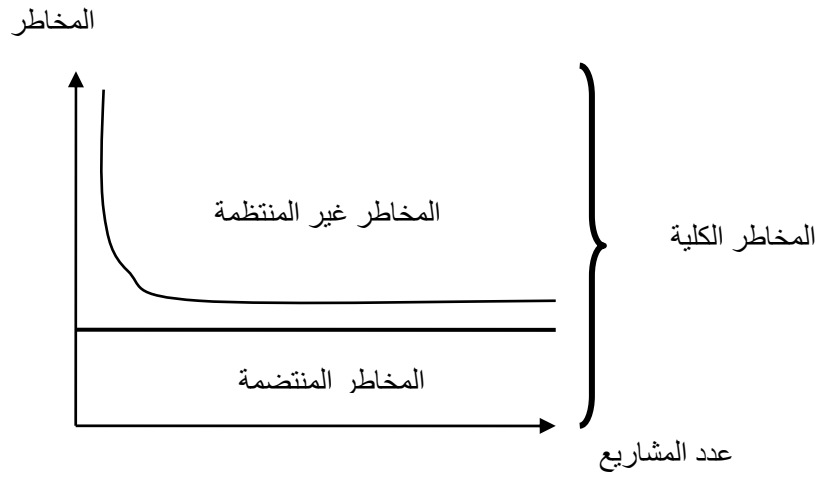 المخاطر
المخاطر غير المنتظمة
المخاطر الكلية
المخاطر المنتضمة
عدد المشاريع